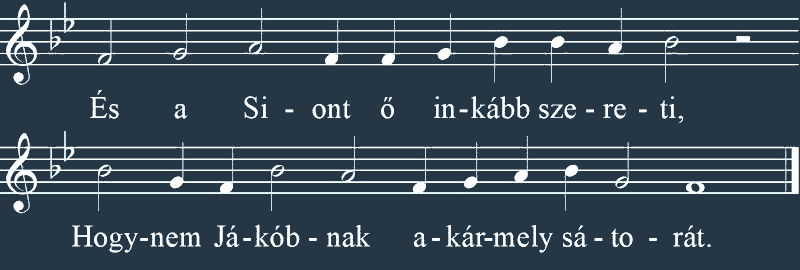 És a Si - ont ő in-kább sze - re - ti,
Hogy-nem Já-kób - nak a - kár-mely sá - to - rát.